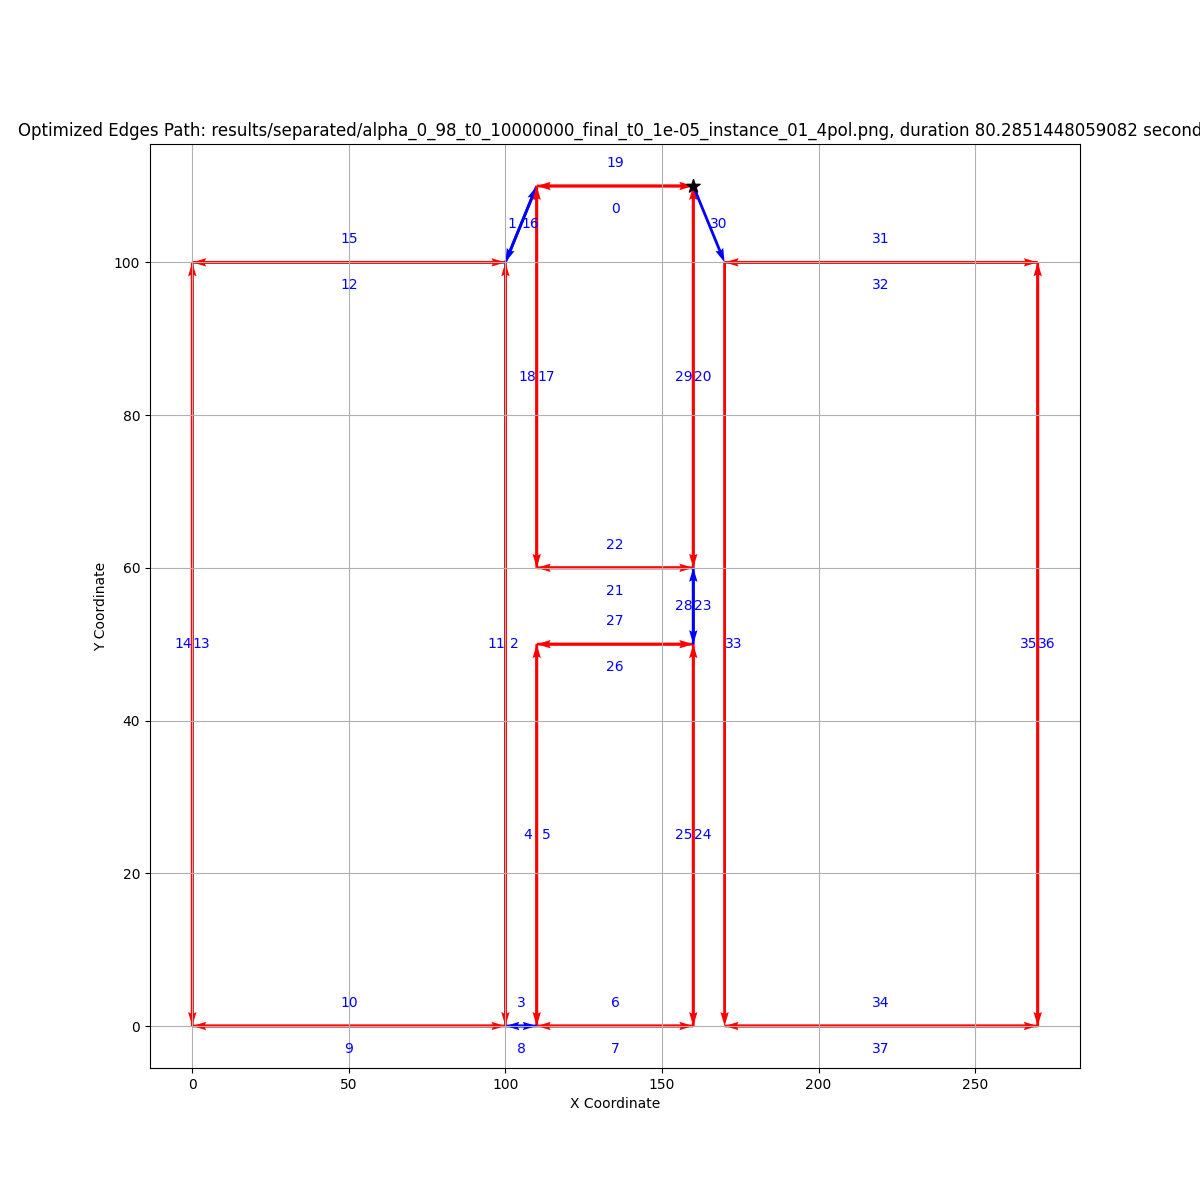 Optimized Edges Path: results/separated/alpha_0_98_t0_10000000_final_t0_1e-05_instance_01_4pol.png, duration 80.2851448059082 second
19
0
1 16 30
15 31
100
12 32
80
18 17 29 20
22
60
21
28 23
27
14 13 11 2 33 35 36
26
Y Coordinate
40
20
4 5 25 24
10 3 6 34
0
9 8 7 37
0 50 100 150 200 250
X Coordinate